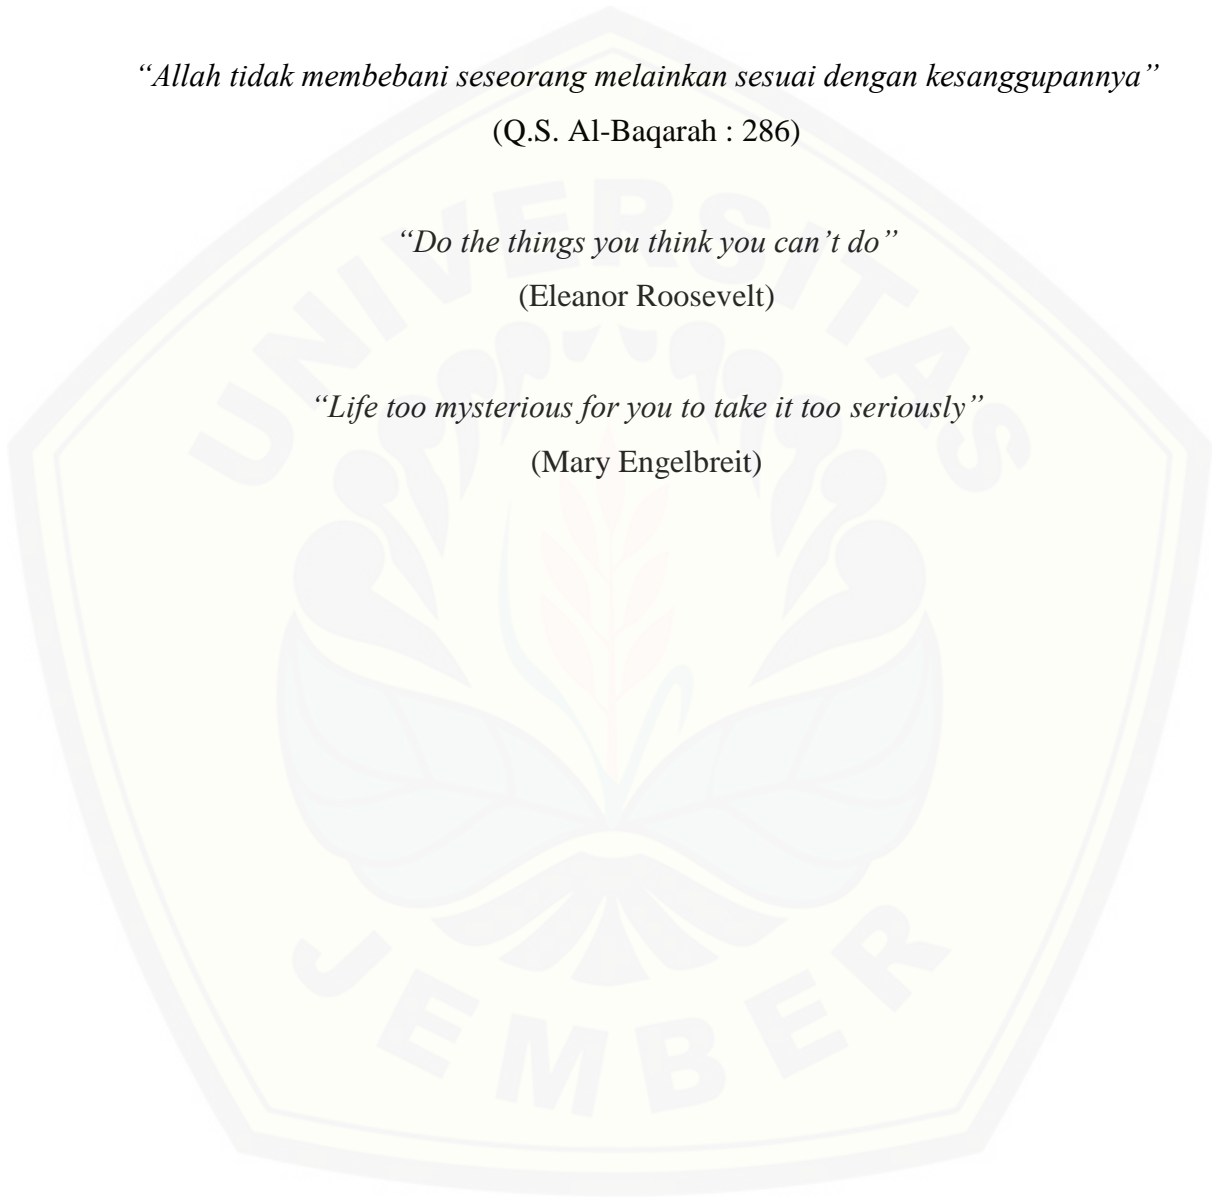 “Allah tidak membebani seseorang melainkan sesuai dengan kesanggupannya”
(Q.S. Al-Baqarah : 286)
“Do the things you think you can’t do”
(Eleanor Roosevelt)
“Life too mysterious for you to take it too seriously”
(Mary Engelbreit)
UNIVERSITAS
JEMBER